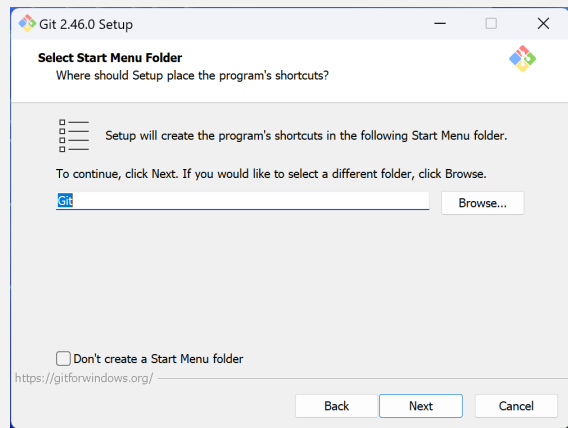 Git 2.46.0 Setup
Select Start Menu Folder
Where should Setup place the program's shortcuts?
Setup will create the program's shortcuts in the following Start Menu folder.
To continue, click Next. If you would like to select a different folder, click Browse.
Git
Browse...
Don't create a Start Menu folder
https://gitforwindows.org/
Back
Next
Cancel